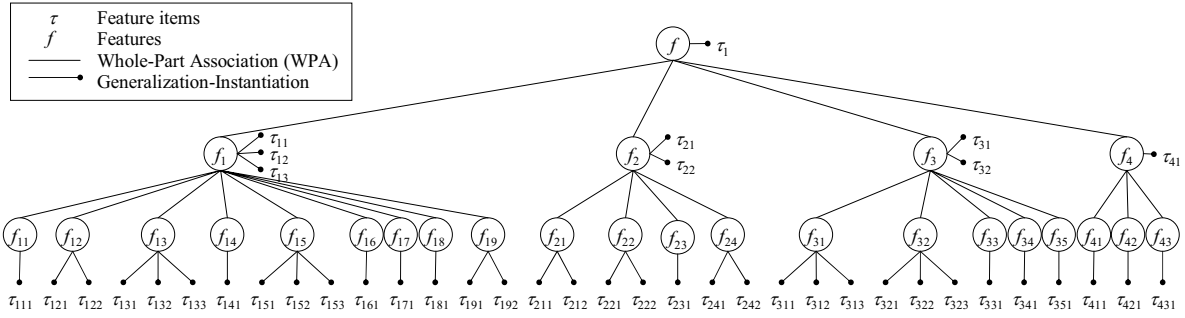 τ Feature items
f Features
Whole-Part Association (WPA)
Generalization-Instantiation
f τ₁
f₁ τ₁₁ τ₁₂ τ₁₃ f₂ τ₂₁ τ₂₂ f₃ τ₃₁ τ₃₂ f₄ τ₄₁
f₁₁ f₁₂ f₁₃ f₁₄ f₁₅ f₁₆ f₁₇ f₁₈ f₁₉ f₂₁ f₂₂ f₂₃ f₂₄ f₃₁ f₃₂ f₃₃ f₃₄ f₃₅ f₄₁ f₄₂ f₄₃
τ₁₁₁ τ₁₂₁ τ₁₂₂ τ₁₃₁ τ₁₃₂ τ₁₃₃ τ₁₄₁ τ₁₅₁ τ₁₅₂ τ₁₅₃ τ₁₆₁ τ₁₇₁ τ₁₈₁ τ₁₉₁ τ₁₉₂ τ₂₁₁ τ₂₁₂ τ₂₂₁ τ₂₂₂ τ₂₃₁ τ₂₄₁ τ₂₄₂ τ₃₁₁ τ₃₁₂ τ₃₁₃ τ₃₂₁ τ₃₂₂ τ₃₂₃ τ₃₃₁ τ₃₄₁ τ₃₅₁ τ₄₁₁ τ₄₂₁ τ₄₃₁